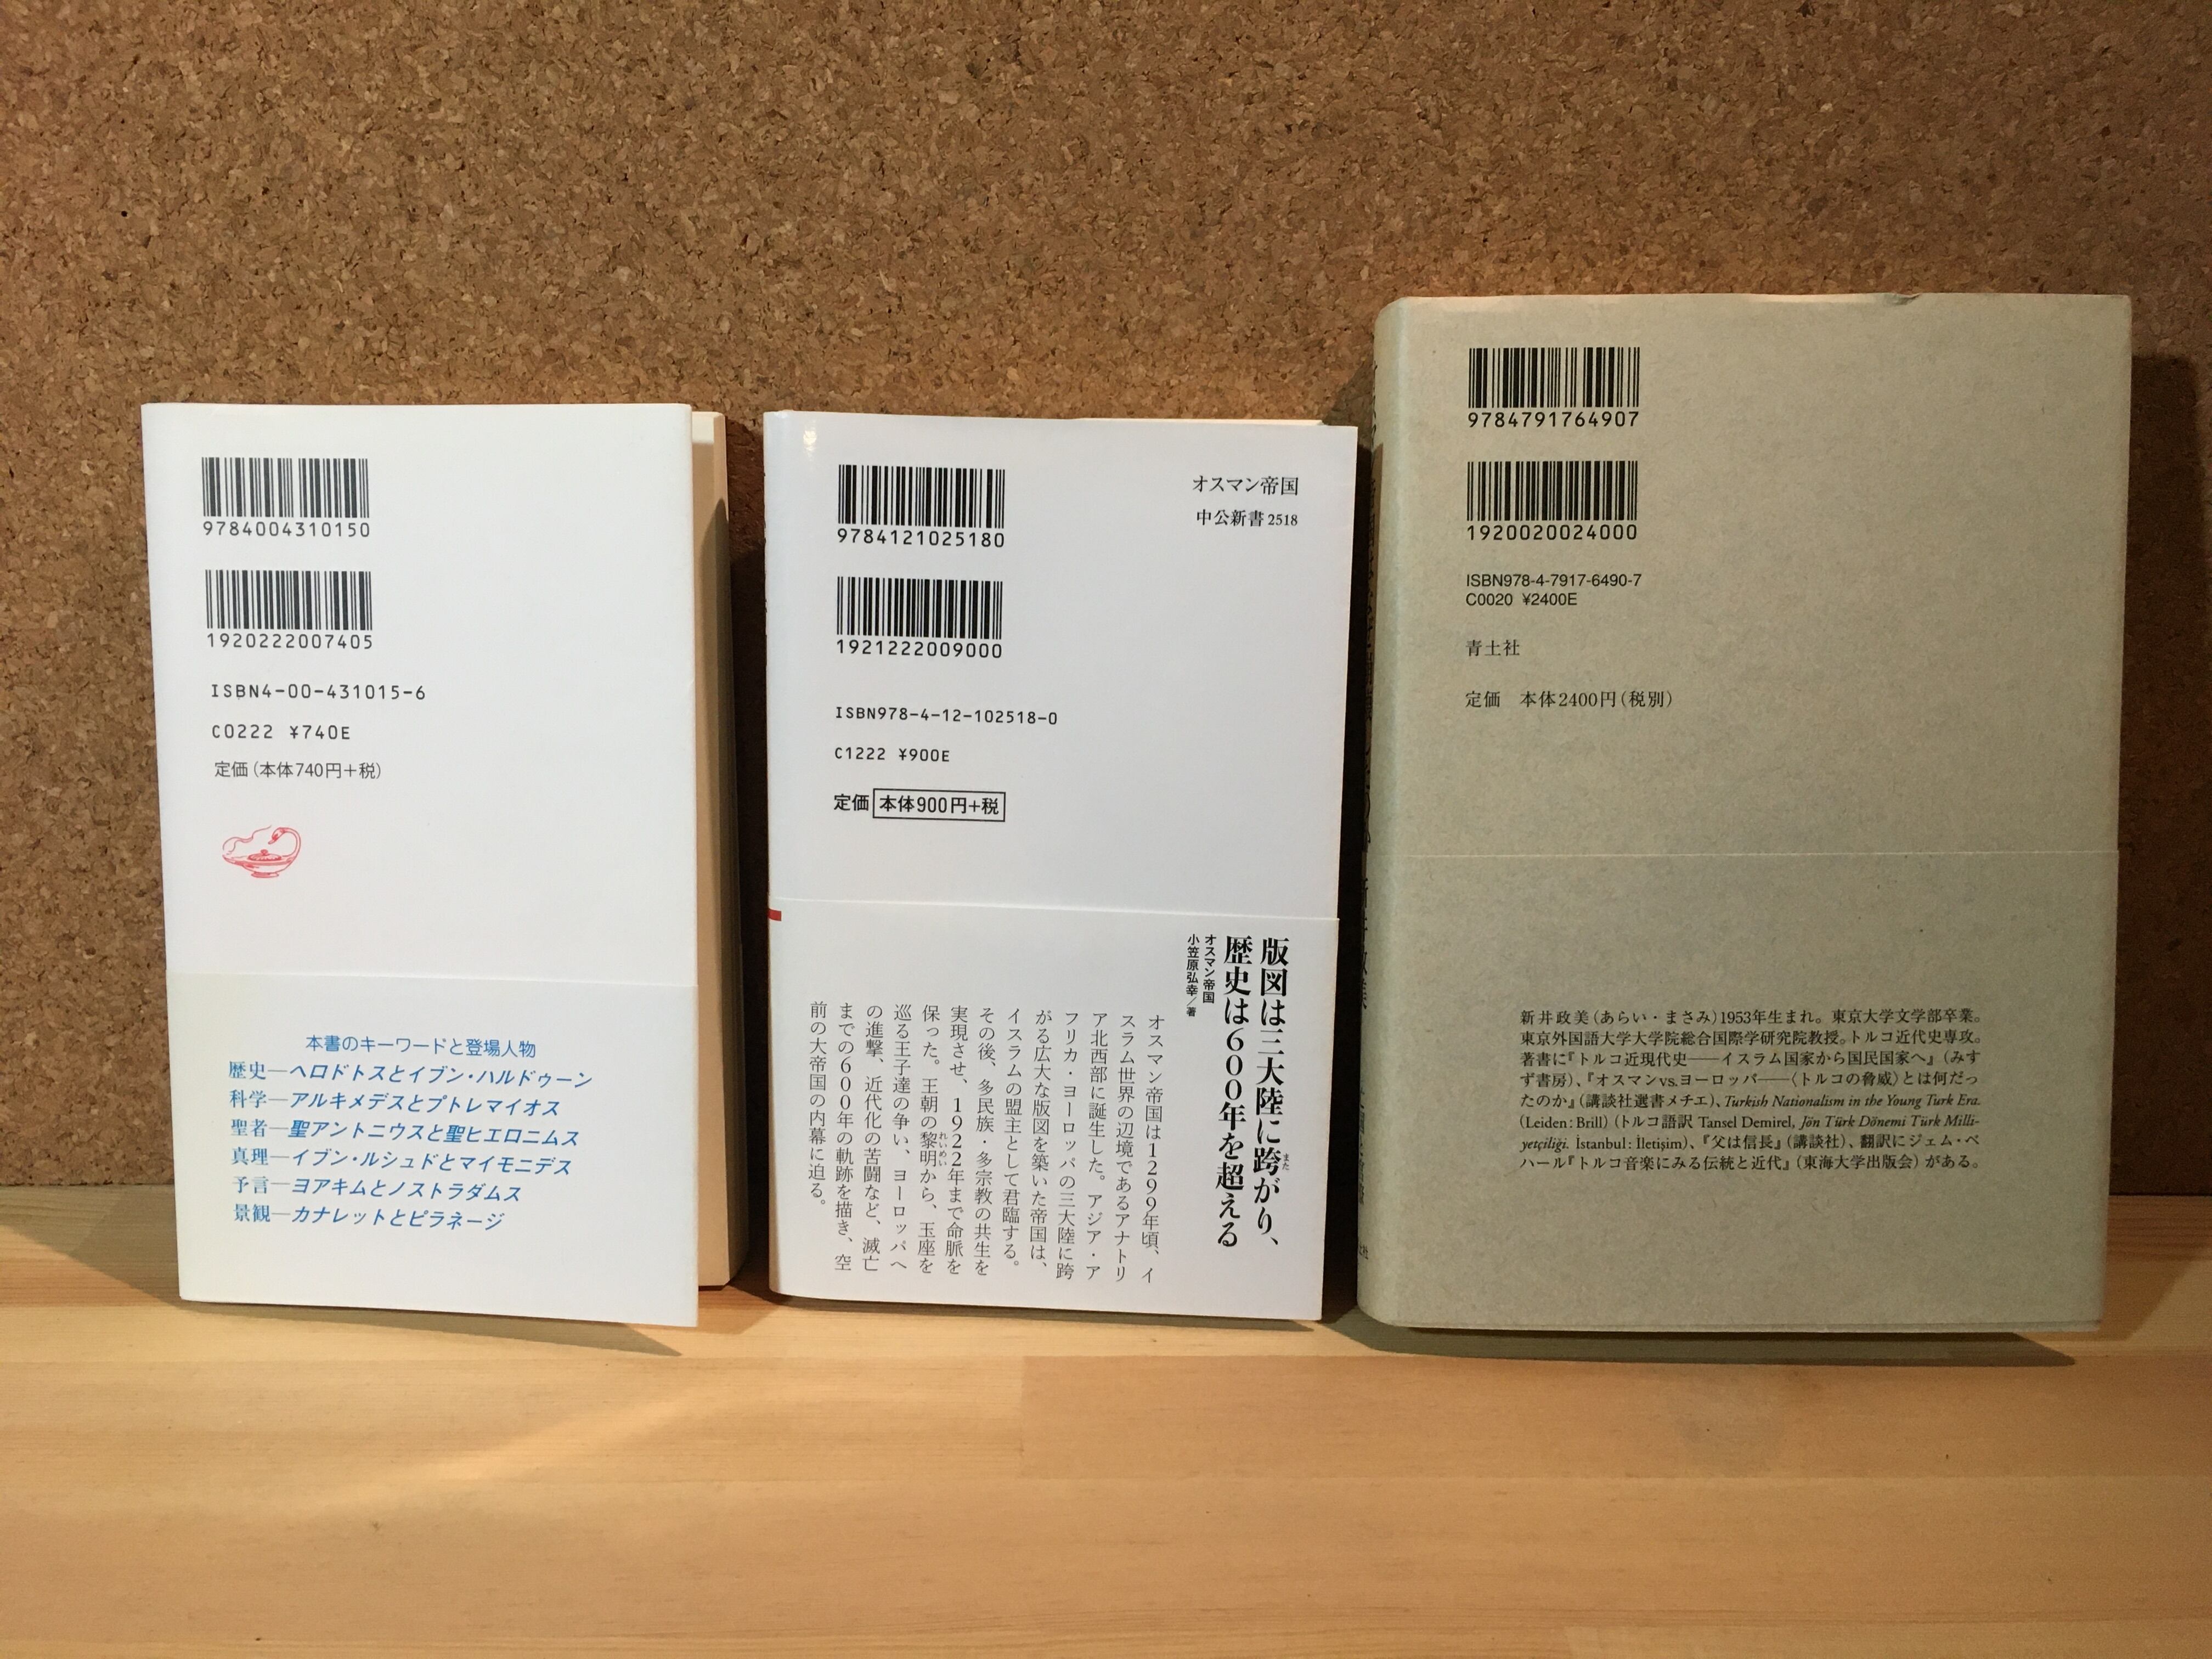 9784004310150
1920222007405
ISBN4-00-431015-6
C0222 ¥740E
定価(本体740円+税)
本書のキーワードと登場人物
歴史―ヘロドトスとイブン・ハルドゥーン
科学―アルキメデスとプトレマイオス
聖者―聖アントニウスと聖ヒエロニムス
真理―イブン・ルシュドとマイモニデス
予言―ヨアキムとノストラダムス
景観―カナレットとピラネージ
9784121025180
1921222009000
オスマン帝国
中公新書 2518
ISBN978-4-12-102518-0
C1222 ¥900E
定価 本体900円+税
版図は三大陸に跨がり、
また
歴史は600年を超える
オスマン帝国
小笠原弘幸/著
オスマン帝国は1299年頃、イ
スラム世界の辺境であるアナトリ
ア北西部に誕生した。アジア・ア
フリカ・ヨーロッパの三大陸に跨
がる広大な版図を築いた帝国は、
イスラムの盟主として君臨する。
その後、多民族・多宗教の共生を
実現させ、1922年まで命脈を
保った。王朝の黎明から、玉座を
れいめい
巡る王子達の争い、ヨーロッパへ
の進撃、近代化の苦闘など、滅亡
までの600年の軌跡を描き、空
前の大帝国の内幕に迫る。
9784791764907
1920020024000
ISBN978-4-7917-6490-7
C0020 ¥2400E
青土社
定価 本体2400円(税別)
新井政美(あらい・まさみ)1953年生まれ。東京大学文学部卒業。
東京外国語大学大学院総合国際学研究院教授。トルコ近代史専攻。
著書に『トルコ近現代史――イスラム国家から国民国家へ』(みす
ず書房)、『オスマンvs.ヨーロッパ――〈トルコの脅威〉とは何だっ
たのか』(講談社選書メチエ)、Turkish Nationalism in the Young Turk Era.
(Leiden: Brill) (トルコ語訳 Tansel Demirel, Jön Türk Dönemi Türk Milli-
yetçiliği. İstanbul: İletişim)、『父は信長』(講談社)、翻訳にジェム・ベ
ハール『トルコ音楽にみる伝統と近代』(東海大学出版会)がある。